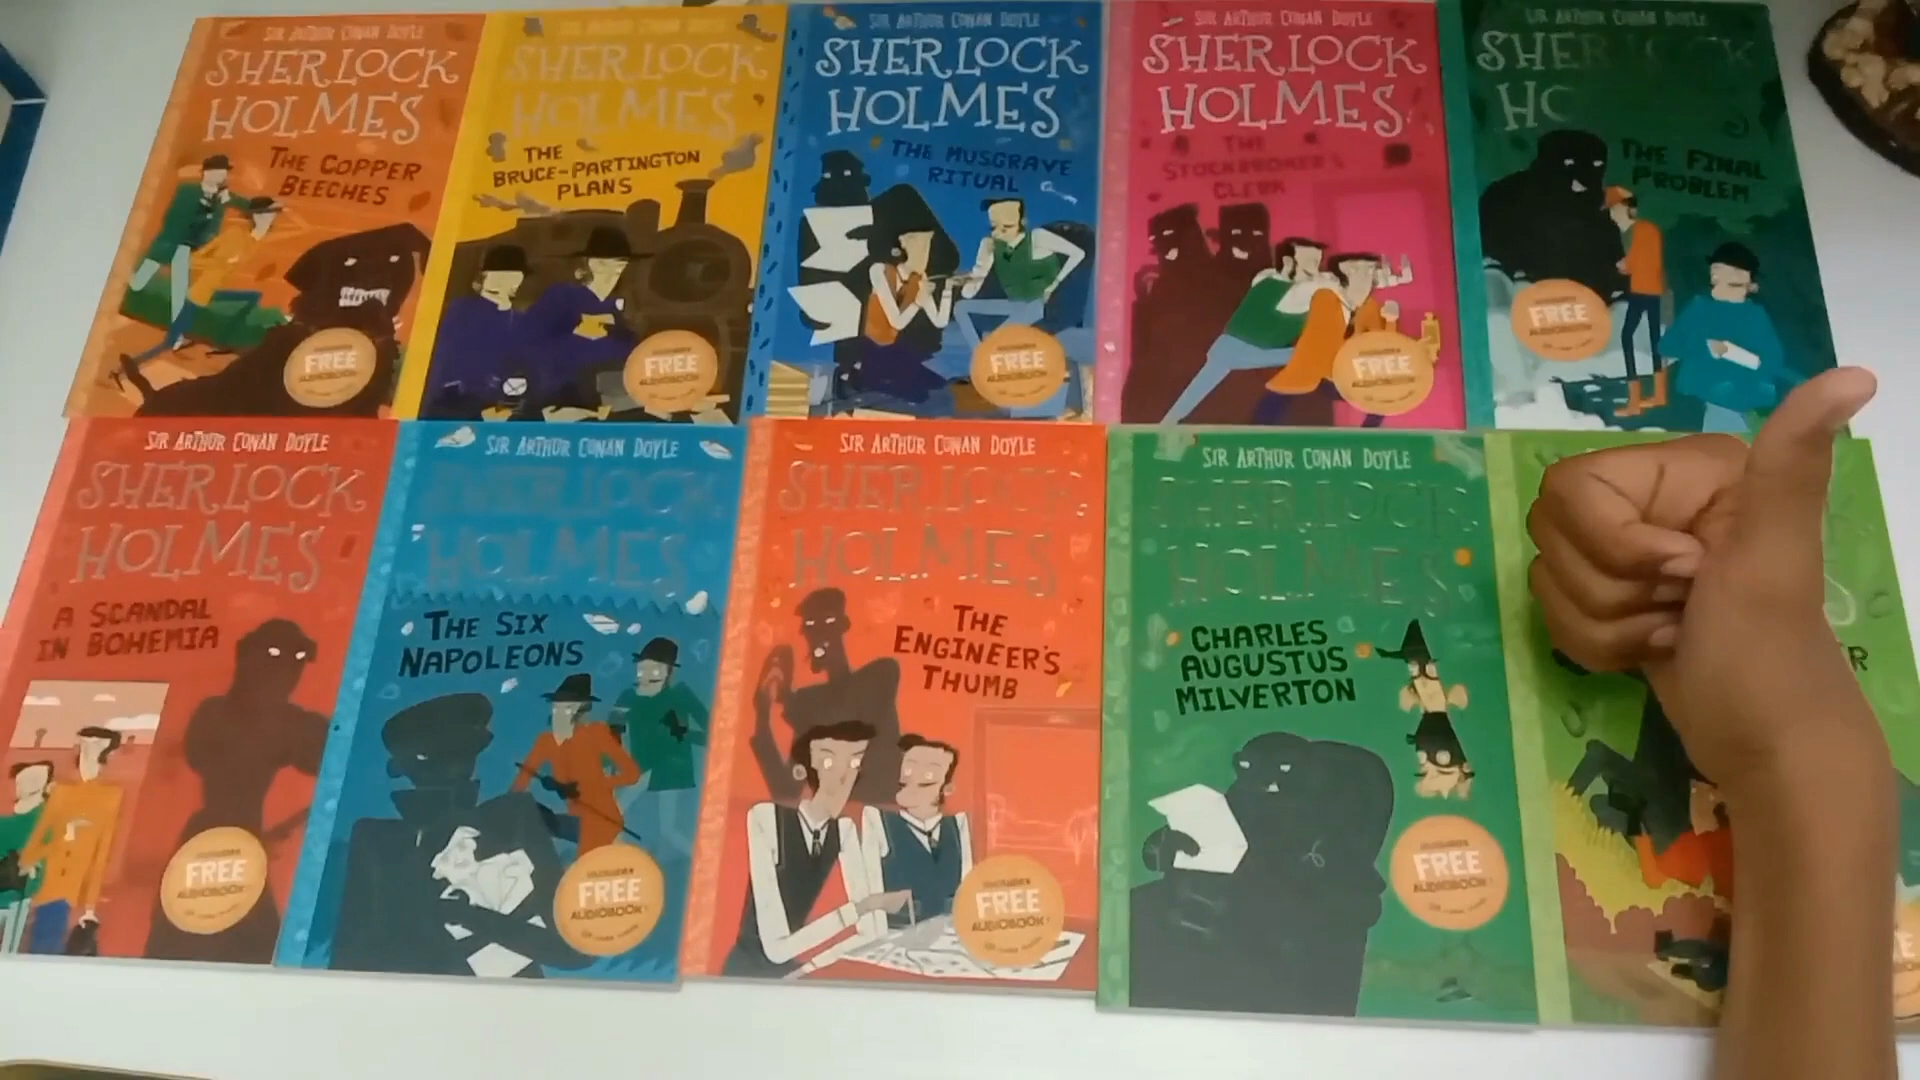 SIR ARTHUR CONAN DOYLE
SHERLOCK
HOLMES
THE COPPER
BEECHES
FREE
AUDIOBOOK!
SHERLOCK
HOLMES
THE
BRUCE-PARTINGTON
PLANS
FREE
AUDIOBOOK!
SIR ARTHUR CONAN DOYLE
SHERLOCK
HOLMES
THE MUSGRAVE
RITUAL
FREE
AUDIOBOOK!
SIR ARTHUR CONAN DOYLE
SHERLOCK
HOLMES
THE
STOCKBROKER'S
CLERK
FREE
AUDIOBOOK!
SIR ARTHUR CONAN DOYLE
SHERLOCK
HO
THE FINAL
PROBLEM
FREE
AUDIOBOOK!
SIR ARTHUR CONAN DOYLE
SHERLOCK
HOLMES
A SCANDAL
IN BOHEMIA
FREE
AUDIOBOOK!
SIR ARTHUR CONAN DOYLE
SHERLOCK
HOLMES
THE SIX
NAPOLEONS
FREE
AUDIOBOOK!
SIR ARTHUR CONAN DOYLE
SHERLOCK
HOLMES
THE
ENGINEER'S
THUMB
FREE
AUDIOBOOK!
SIR ARTHUR CONAN DOYLE
SHERLOCK
HOLMES
CHARLES
AUGUSTUS
MILVERTON
FREE
AUDIOBOOK!